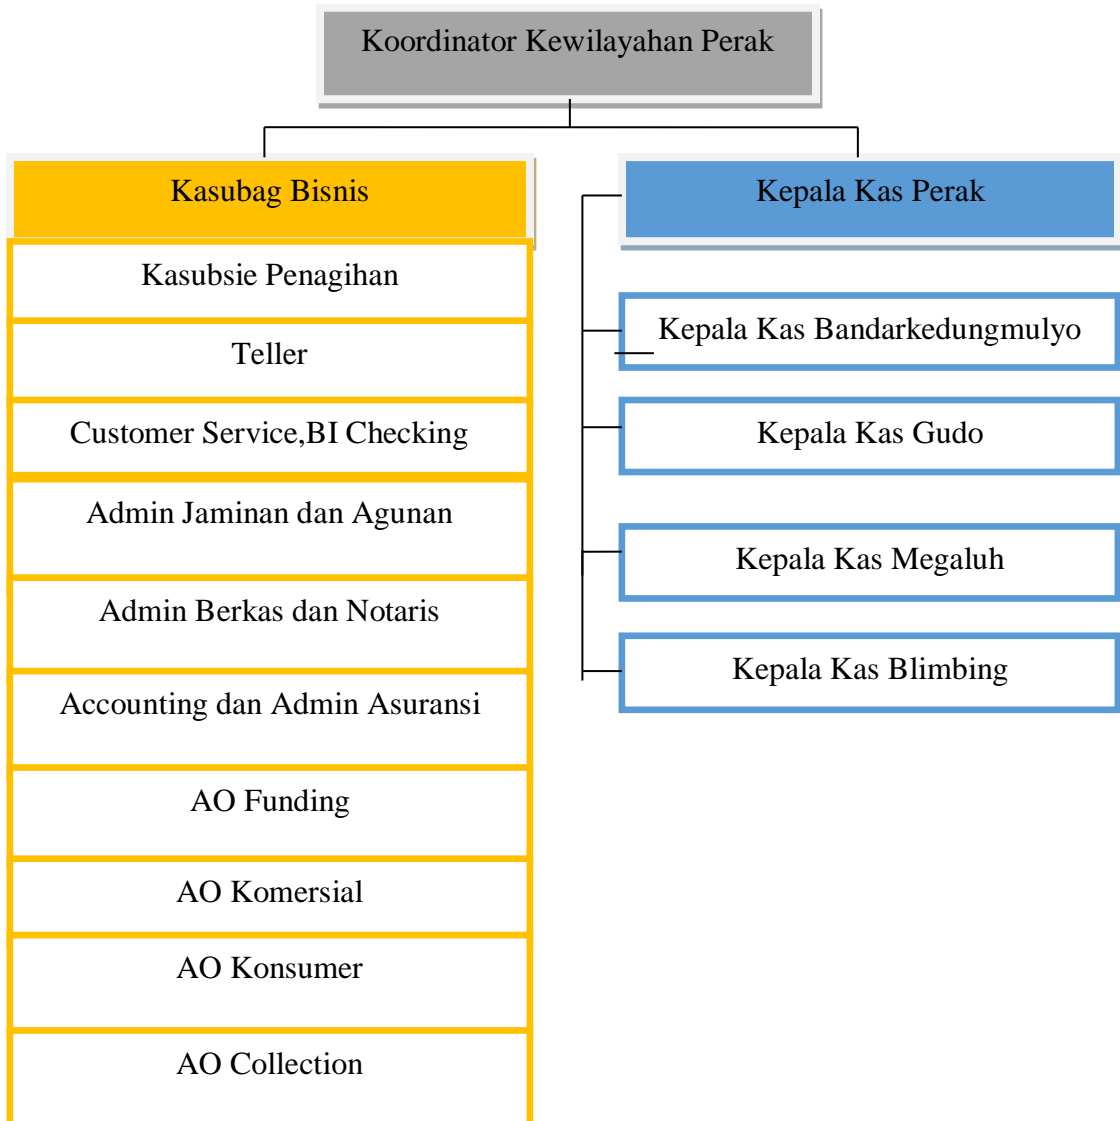 Koordinator Kewilayahan Perak
Kasubag Bisnis
Kasubsie Penagihan
Teller
Customer Service,BI Checking
Admin Jaminan dan Agunan
Admin Berkas dan Notaris
Accounting dan Admin Asuransi
AO Funding
AO Komersial
AO Konsumer
AO Collection
Kepala Kas Perak
Kepala Kas Bandarkedungmulyo
Kepala Kas Gudo
Kepala Kas Megaluh
Kepala Kas Blimbing